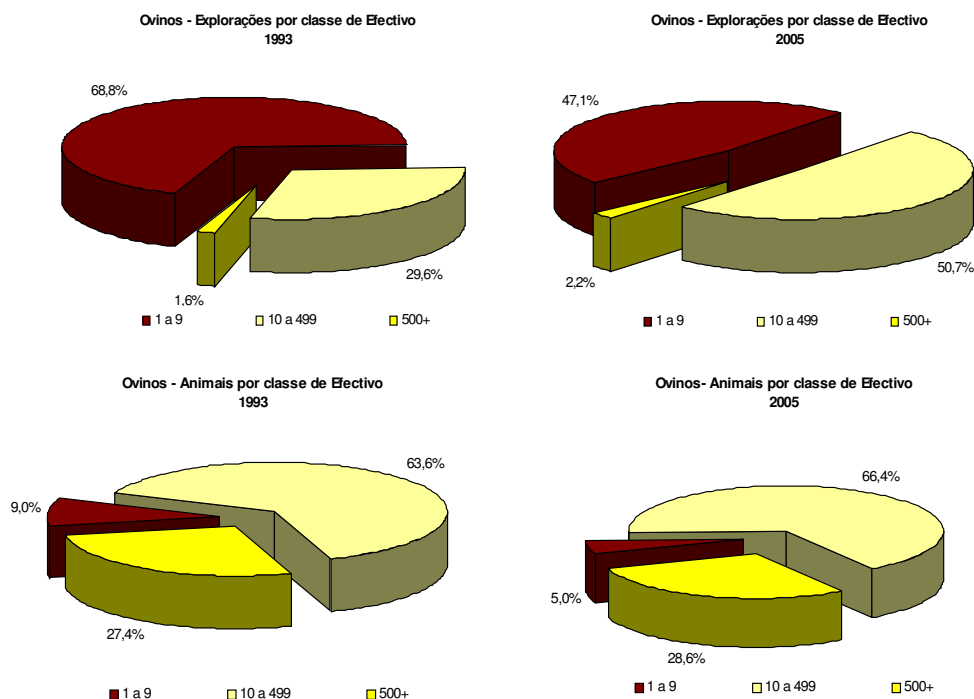 Ovinos - Explorações por classe de Efectivo
1993
68,8%
29,6%
1,6%
1 a 9
10 a 499
500+
Ovinos - Explorações por classe de Efectivo
2005
47,1%
50,7%
2,2%
1 a 9
10 a 499
500+
Ovinos - Animais por classe de Efectivo
1993
63,6%
9,0%
27,4%
1 a 9
10 a 499
500+
Ovinos- Animais por classe de Efectivo
2005
66,4%
5,0%
28,6%
1 a 9
10 a 499
500+